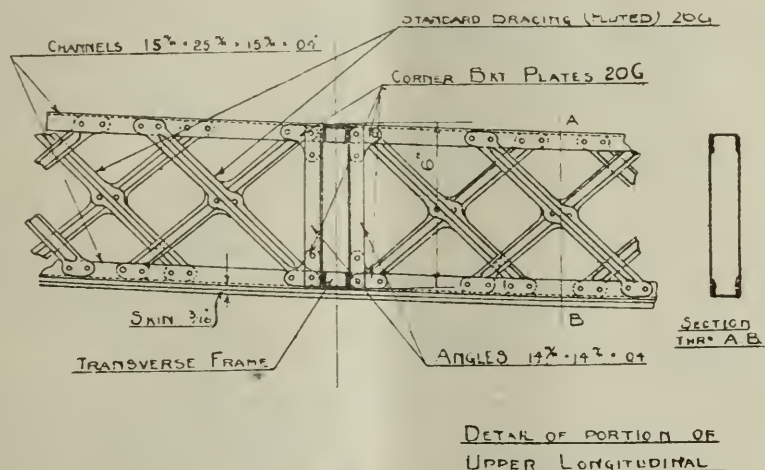 STANDARD BRACING (FLUTED) 20G
CHANNELS 15 ᵐ/ₘ × 25 ᵐ/ₘ × 15 ᵐ/ₘ × .04"
CORNER BKT PLATES 20G
A
6"
SKIN 3/16"
B
SECTION
THRO A.B.
TRANSVERSE FRAME
ANGLES 14 ᵐ/ₘ × 14 ᵐ/ₘ × .04
DETAIL OF PORTION OF
UPPER LONGITUDINAL